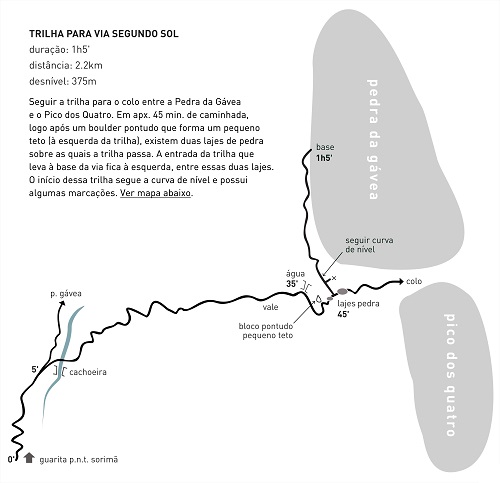 TRILHA PARA VIA SEGUNDO SOL
duração: 1h5'
distância: 2.2km
desnível: 375m
Seguir a trilha para o colo entre a Pedra da Gávea
e o Pico dos Quatro. Em apx. 45 min. de caminhada,
logo após um boulder pontudo que forma um pequeno
teto (à esquerda da trilha), existem duas lajes de pedra
sobre as quais a trilha passa. A entrada da trilha que
leva à base da via fica à esquerda, entre essas duas lajes.
O início dessa trilha segue a curva de nível e possui
algumas marcações. Ver mapa abaixo.
pedra da gávea
base
1h5'
seguir curva
de nível
x
água
35'
colo
p. gávea
vale
lajes pedra
45'
bloco pontudo
pequeno teto
pico dos quatro
5'
cachoeira
0'
guarita p.n.t. sorimã